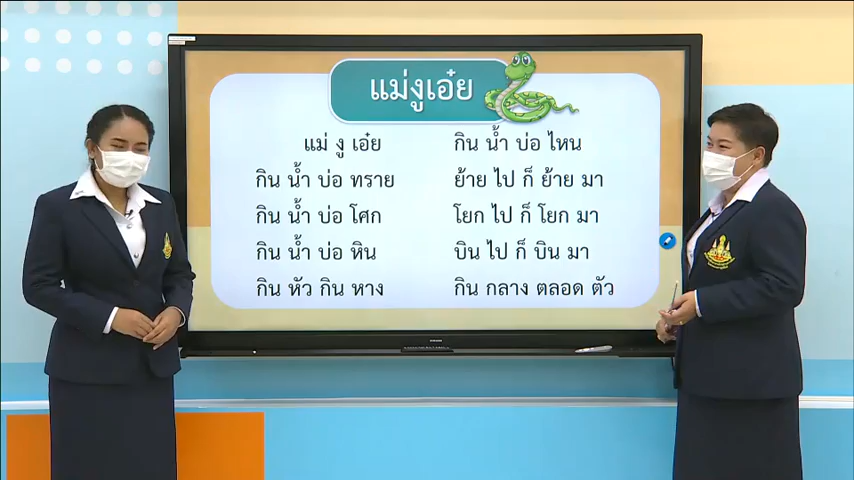 แม่งูเอ๋ย
แม่ งู เอ๋ย กิน น้ำ บ่อ ไหน
กิน น้ำ บ่อ ทราย ย้าย ไป ก็ ย้าย มา
กิน น้ำ บ่อ โศก โยก ไป ก็ โยก มา
กิน น้ำ บ่อ หิน บิน ไป ก็ บิน มา
กิน หัว กิน หาง กิน กลาง ตลอด ตัว